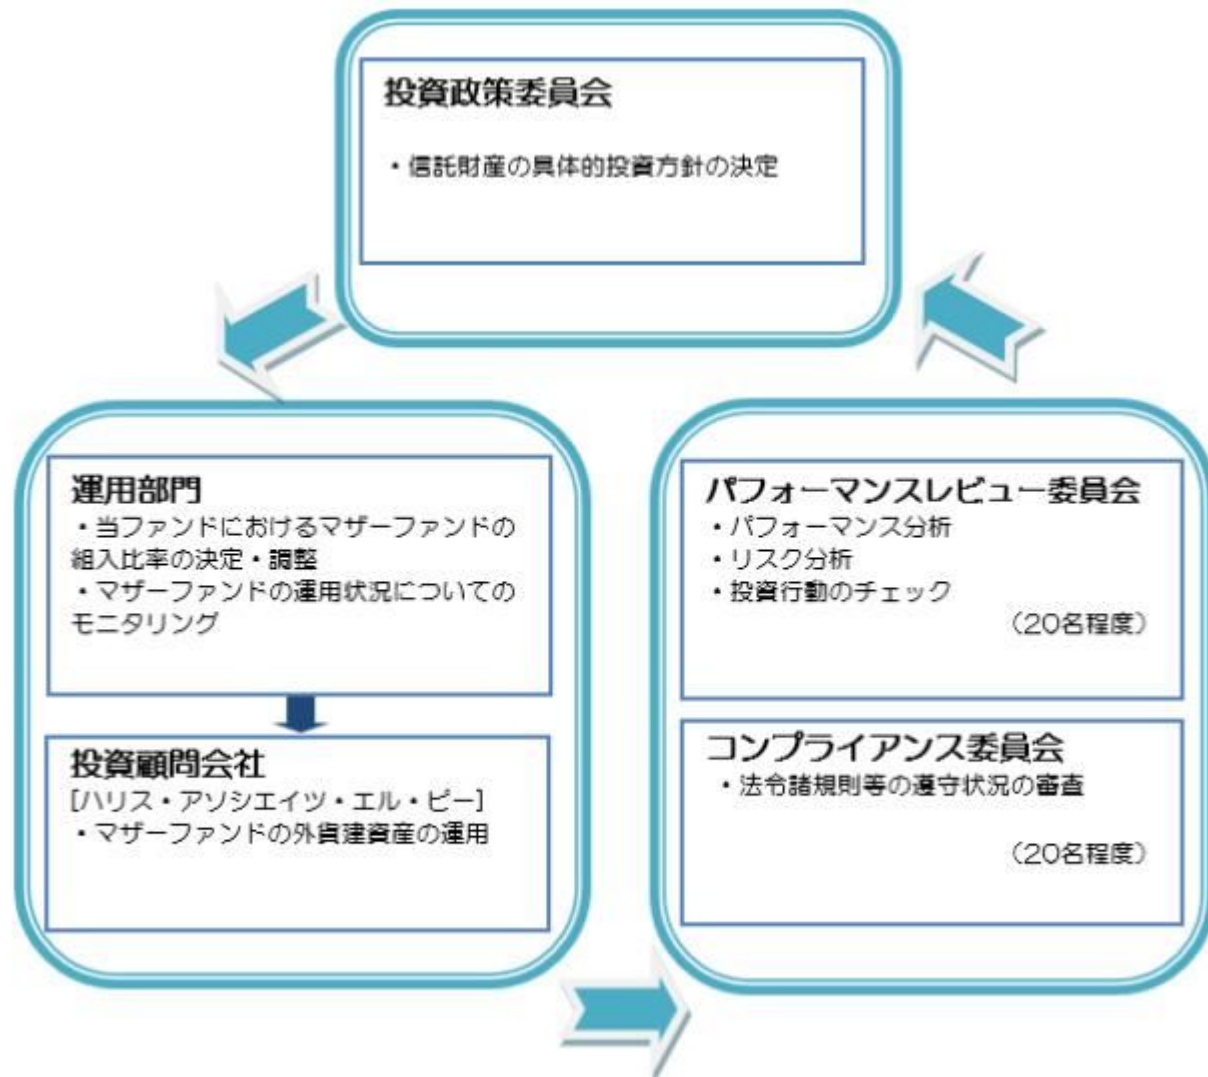 投資政策委員会
・信託財産の具体的投資方針の決定
運用部門
・当ファンドにおけるマザーファンドの
組入比率の決定・調整
・マザーファンドの運用状況についての
モニタリング
投資顧問会社
[ハリス・アソシエイツ・エル・ピー]
・マザーファンドの外貨建資産の運用
パフォーマンスレビュー委員会
・パフォーマンス分析
・リスク分析
・投資行動のチェック
（20名程度）
コンプライアンス委員会
・法令諸規則等の遵守状況の審査
（20名程度）